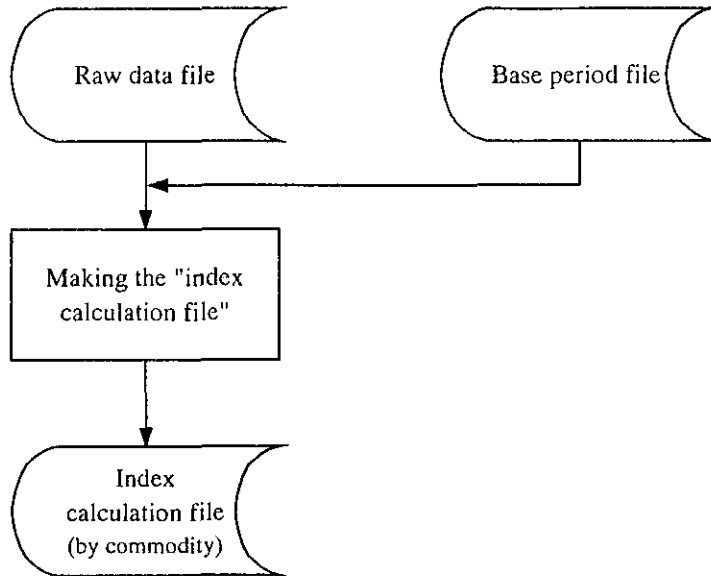 Raw data file
Base period file
Making the "index
calculation file"
Index
calculation file
(by commodity)